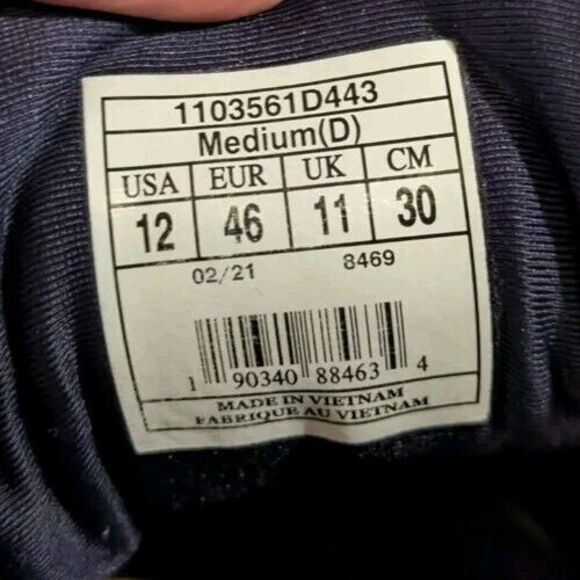 1103561D443
Medium(D)
USA EUR UK CM
12 46 11 30
02/21 8469
1 90340 88463 4
MADE IN VIETNAM
FABRIQUE AU VIETNAM